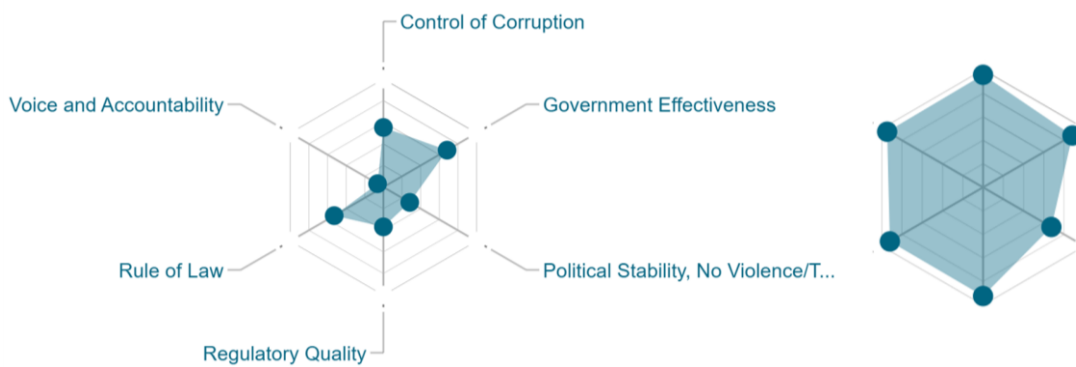 Control of Corruption
Voice and Accountability
Government Effectiveness
Rule of Law
Political Stability, No Violence/T...
Regulatory Quality